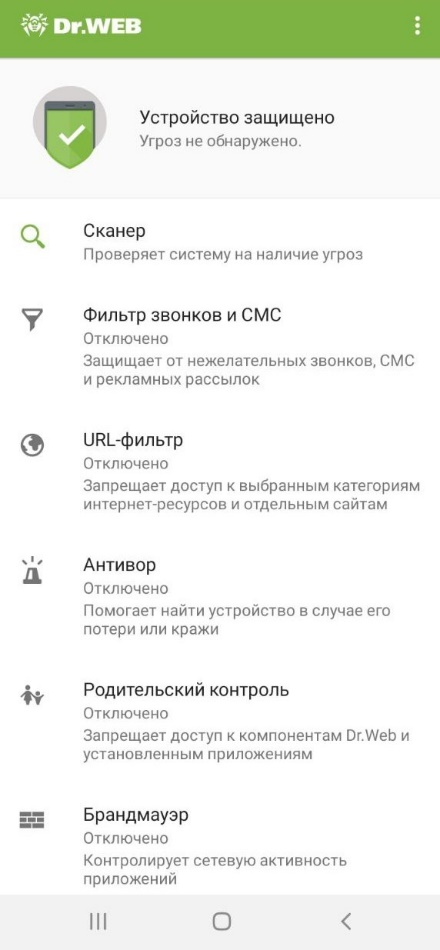 Dr.WEB
Устройство защищено
Угроз не обнаружено.
Сканер
Проверяет систему на наличие угроз
Фильтр звонков и СМС
Отключено
Защищает от нежелательных звонков, СМС
и рекламных рассылок
URL-фильтр
Отключено
Запрещает доступ к выбранным категориям
интернет-ресурсов и отдельным сайтам
Антивор
Отключено
Помогает найти устройство в случае его
потери или кражи
Родительский контроль
Отключено
Запрещает доступ к компонентам Dr.Web и
установленным приложениям
Брандмауэр
Отключено
Контролирует сетевую активность
приложений